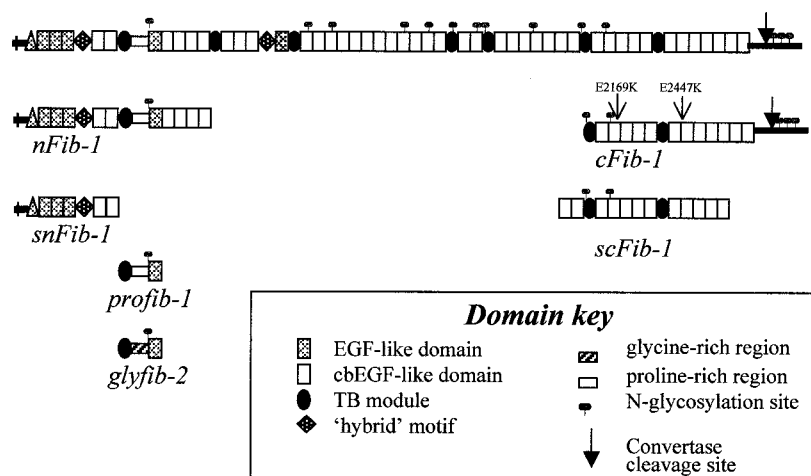 E2169K
E2447K
nFib-1
cFib-1
snFib-1
scFib-1
profib-1
glyfib-2
Domain key
EGF-like domain
cbEGF-like domain
TB module
'hybrid' motif
glycine-rich region
proline-rich region
N-glycosylation site
Convertase
cleavage site